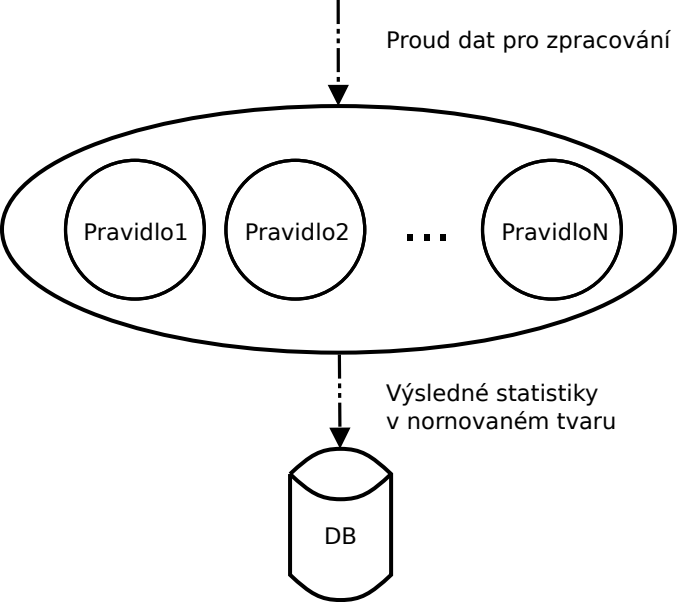 Proud dat pro zpracování
Pravidlo1
Pravidlo2
...
PravidloN
Výsledné statistiky
v nornovaném tvaru
DB